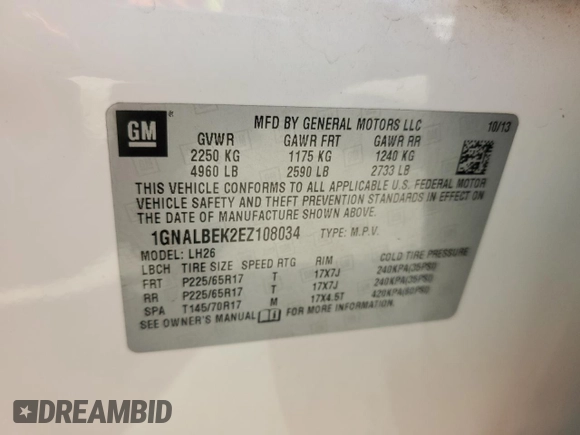 GM
MFD BY GENERAL MOTORS LLC
10/13
GVWR GAWR FRT GAWR RR
2250 KG 1175 KG 1240 KG
4960 LB 2590 LB 2733 LB
THIS VEHICLE CONFORMS TO ALL APPLICABLE U.S. FEDERAL MOTOR
VEHICLE SAFETY AND THEFT PREVENTION STANDARDS IN EFFECT ON
THE DATE OF MANUFACTURE SHOWN ABOVE.
1GNALBEK2EZ108034 TYPE: M.P.V.
MODEL: LH26
LBCH TIRE SIZE SPEED RTG RIM COLD TIRE PRESSURE
FRT P225/65R17 T 17X7J 240KPA(35PSI)
RR P225/65R17 T 17X7J 240KPA(35PSI)
SPA T145/70R17 M 17X4.5T 420KPA(60PSI)
SEE OWNER'S MANUAL FOR MORE INFORMATION.
DREAMBID